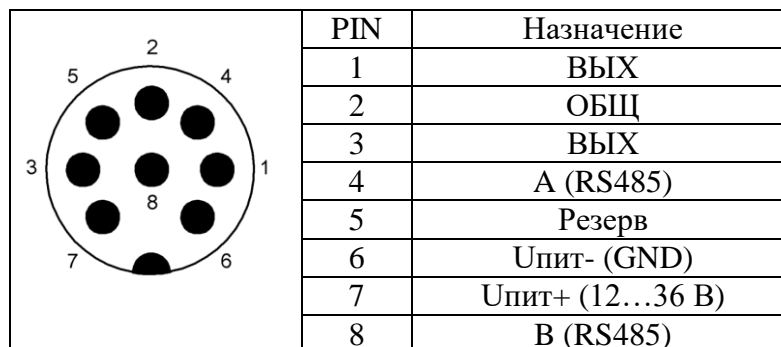 2
5 4
3 1
8
7 6
PIN Назначение
1 ВЫХ
2 ОБЩ
3 ВЫХ
4 A (RS485)
5 Резерв
6 Uпит- (GND)
7 Uпит+ (12…36 В)
8 B (RS485)